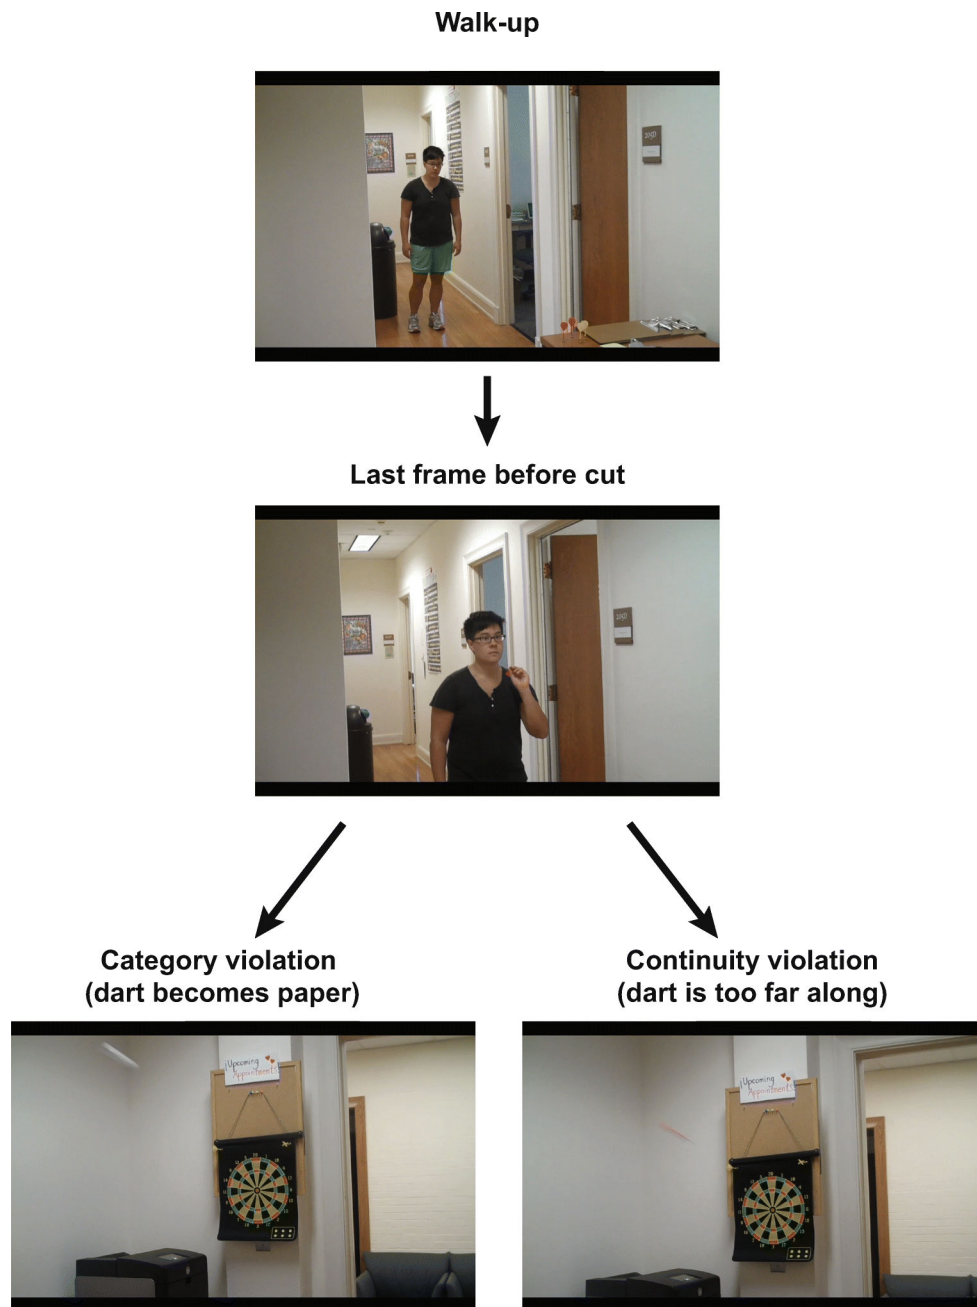 Walk-up
Last frame before cut
Category violation
(dart becomes paper)
Continuity violation
(dart is too far along)
¡Upcoming
Appointments!
¡Upcoming
Appointments!